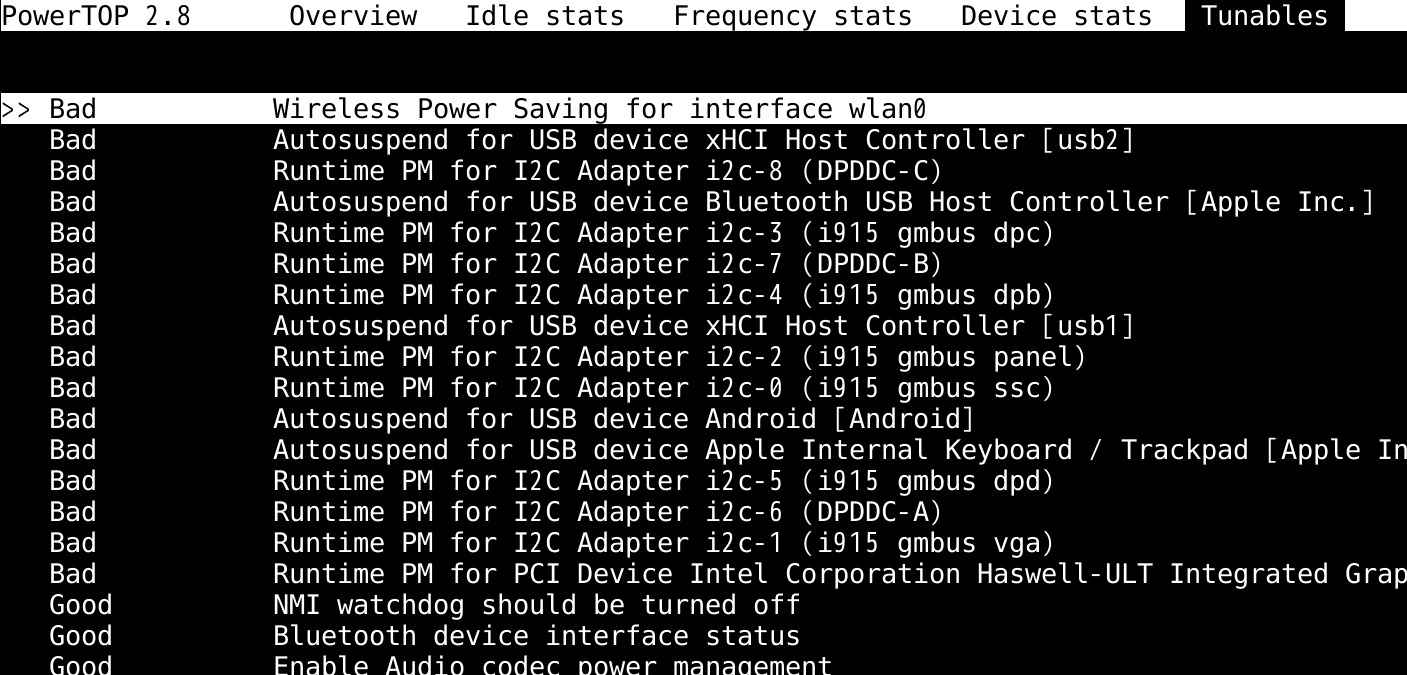 PowerTOP 2.8 Overview Idle stats Frequency stats Device stats Tunables
>> Bad Wireless Power Saving for interface wlan0
Bad Autosuspend for USB device xHCI Host Controller [usb2]
Bad Runtime PM for I2C Adapter i2c-8 (DPDDC-C)
Bad Autosuspend for USB device Bluetooth USB Host Controller [Apple Inc.]
Bad Runtime PM for I2C Adapter i2c-3 (i915 gmbus dpc)
Bad Runtime PM for I2C Adapter i2c-7 (DPDDC-B)
Bad Runtime PM for I2C Adapter i2c-4 (i915 gmbus dpb)
Bad Autosuspend for USB device xHCI Host Controller [usb1]
Bad Runtime PM for I2C Adapter i2c-2 (i915 gmbus panel)
Bad Runtime PM for I2C Adapter i2c-0 (i915 gmbus ssc)
Bad Autosuspend for USB device Android [Android]
Bad Autosuspend for USB device Apple Internal Keyboard / Trackpad [Apple In
Bad Runtime PM for I2C Adapter i2c-5 (i915 gmbus dpd)
Bad Runtime PM for I2C Adapter i2c-6 (DPDDC-A)
Bad Runtime PM for I2C Adapter i2c-1 (i915 gmbus vga)
Bad Runtime PM for PCI Device Intel Corporation Haswell-ULT Integrated Grap
Good NMI watchdog should be turned off
Good Bluetooth device interface status
Good Enable Audio codec power management